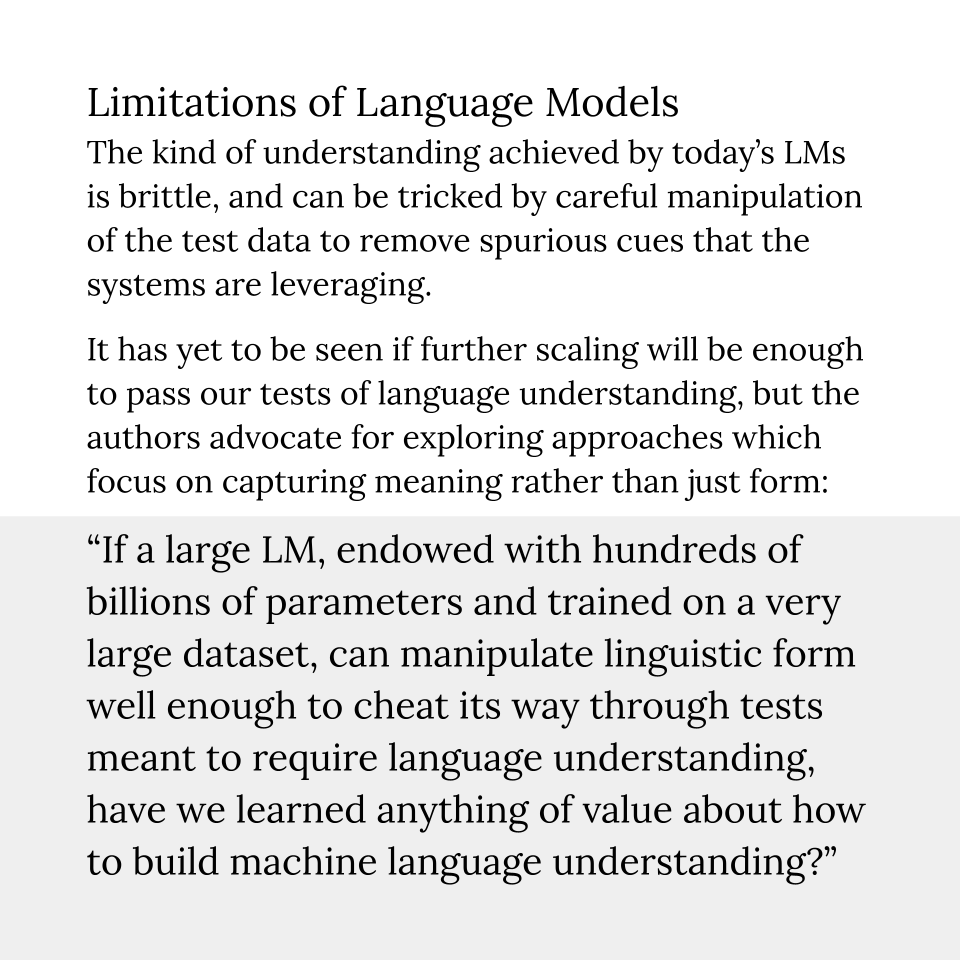 Limitations of Language Models
The kind of understanding achieved by today’s LMs
is brittle, and can be tricked by careful manipulation
of the test data to remove spurious cues that the
systems are leveraging.
It has yet to be seen if further scaling will be enough
to pass our tests of language understanding, but the
authors advocate for exploring approaches which
focus on capturing meaning rather than just form:
“If a large LM, endowed with hundreds of
billions of parameters and trained on a very
large dataset, can manipulate linguistic form
well enough to cheat its way through tests
meant to require language understanding,
have we learned anything of value about how
to build machine language understanding?”